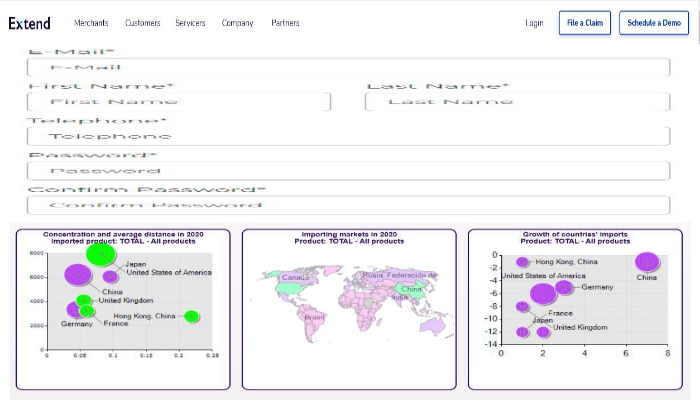 Extend
Merchants
Customers
Servicers
Company
Partners
Login
File a Claim
Schedule a Demo
E-Mail*
E-Mail
First Name*
Last Name*
First Name
Last Name
Telephone*
Telephone
Password*
Password
Confirm Password*
Confirm Password
Concentration and average distance in 2020
Imported product: TOTAL - All products
8000
6000
4000
2000
0
0
0.05
0.1
0.15
0.2
0.25
Japan
United States of America
China
United Kingdom
Hong Kong, China
Germany
France
Importing markets in 2020
Product: TOTAL - All products
Canada
Rusia, Federación de
China
India
Brasil
Growth of countries' imports
Product: TOTAL - All products
0
-2
-4
-6
-8
-10
-12
-14
0
2
4
6
8
Hong Kong, China
China
United States of America
Germany
France
Japan
United Kingdom